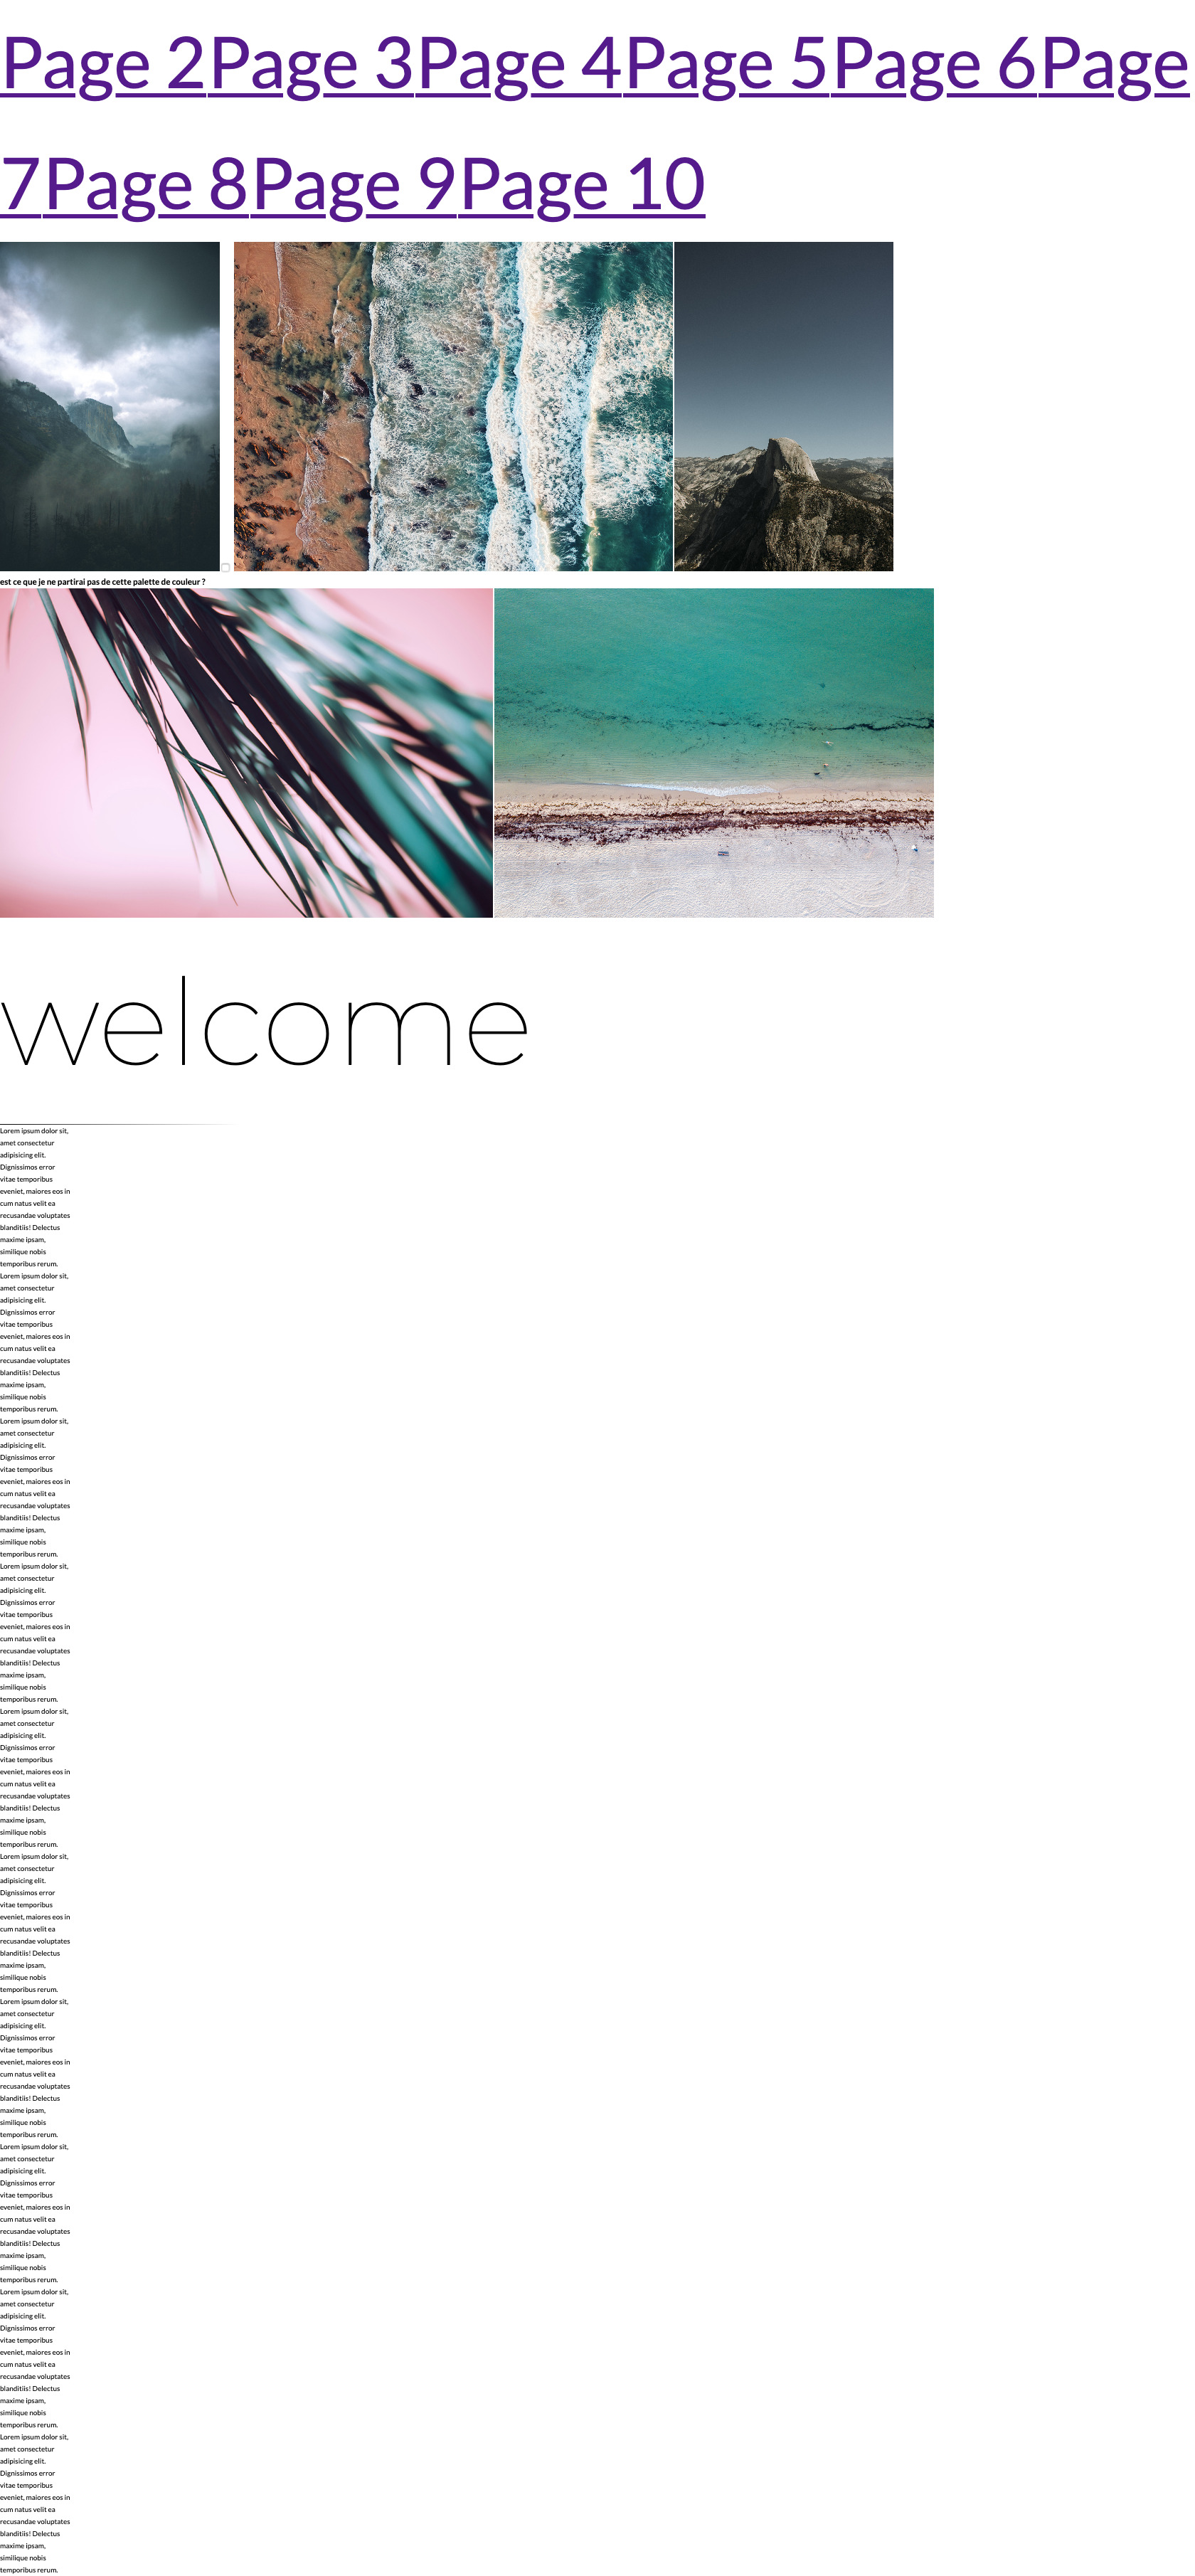 Page 2Page 3Page 4Page 5Page 6Page
7Page 8Page 9Page 10
est ce que je ne partirai pas de cette palette de couleur ?
welcome
Lorem ipsum dolor sit,
amet consectetur
adipisicing elit.
Dignissimos error
vitae temporibus
eveniet, maiores eos in
cum natus velit ea
recusandae voluptates
blanditiis! Delectus
maxime ipsam,
similique nobis
temporibus rerum.
Lorem ipsum dolor sit,
amet consectetur
adipisicing elit.
Dignissimos error
vitae temporibus
eveniet, maiores eos in
cum natus velit ea
recusandae voluptates
blanditiis! Delectus
maxime ipsam,
similique nobis
temporibus rerum.
Lorem ipsum dolor sit,
amet consectetur
adipisicing elit.
Dignissimos error
vitae temporibus
eveniet, maiores eos in
cum natus velit ea
recusandae voluptates
blanditiis! Delectus
maxime ipsam,
similique nobis
temporibus rerum.
Lorem ipsum dolor sit,
amet consectetur
adipisicing elit.
Dignissimos error
vitae temporibus
eveniet, maiores eos in
cum natus velit ea
recusandae voluptates
blanditiis! Delectus
maxime ipsam,
similique nobis
temporibus rerum.
Lorem ipsum dolor sit,
amet consectetur
adipisicing elit.
Dignissimos error
vitae temporibus
eveniet, maiores eos in
cum natus velit ea
recusandae voluptates
blanditiis! Delectus
maxime ipsam,
similique nobis
temporibus rerum.
Lorem ipsum dolor sit,
amet consectetur
adipisicing elit.
Dignissimos error
vitae temporibus
eveniet, maiores eos in
cum natus velit ea
recusandae voluptates
blanditiis! Delectus
maxime ipsam,
similique nobis
temporibus rerum.
Lorem ipsum dolor sit,
amet consectetur
adipisicing elit.
Dignissimos error
vitae temporibus
eveniet, maiores eos in
cum natus velit ea
recusandae voluptates
blanditiis! Delectus
maxime ipsam,
similique nobis
temporibus rerum.
Lorem ipsum dolor sit,
amet consectetur
adipisicing elit.
Dignissimos error
vitae temporibus
eveniet, maiores eos in
cum natus velit ea
recusandae voluptates
blanditiis! Delectus
maxime ipsam,
similique nobis
temporibus rerum.
Lorem ipsum dolor sit,
amet consectetur
adipisicing elit.
Dignissimos error
vitae temporibus
eveniet, maiores eos in
cum natus velit ea
recusandae voluptates
blanditiis! Delectus
maxime ipsam,
similique nobis
temporibus rerum.
Lorem ipsum dolor sit,
amet consectetur
adipisicing elit.
Dignissimos error
vitae temporibus
eveniet, maiores eos in
cum natus velit ea
recusandae voluptates
blanditiis! Delectus
maxime ipsam,
similique nobis
temporibus rerum.